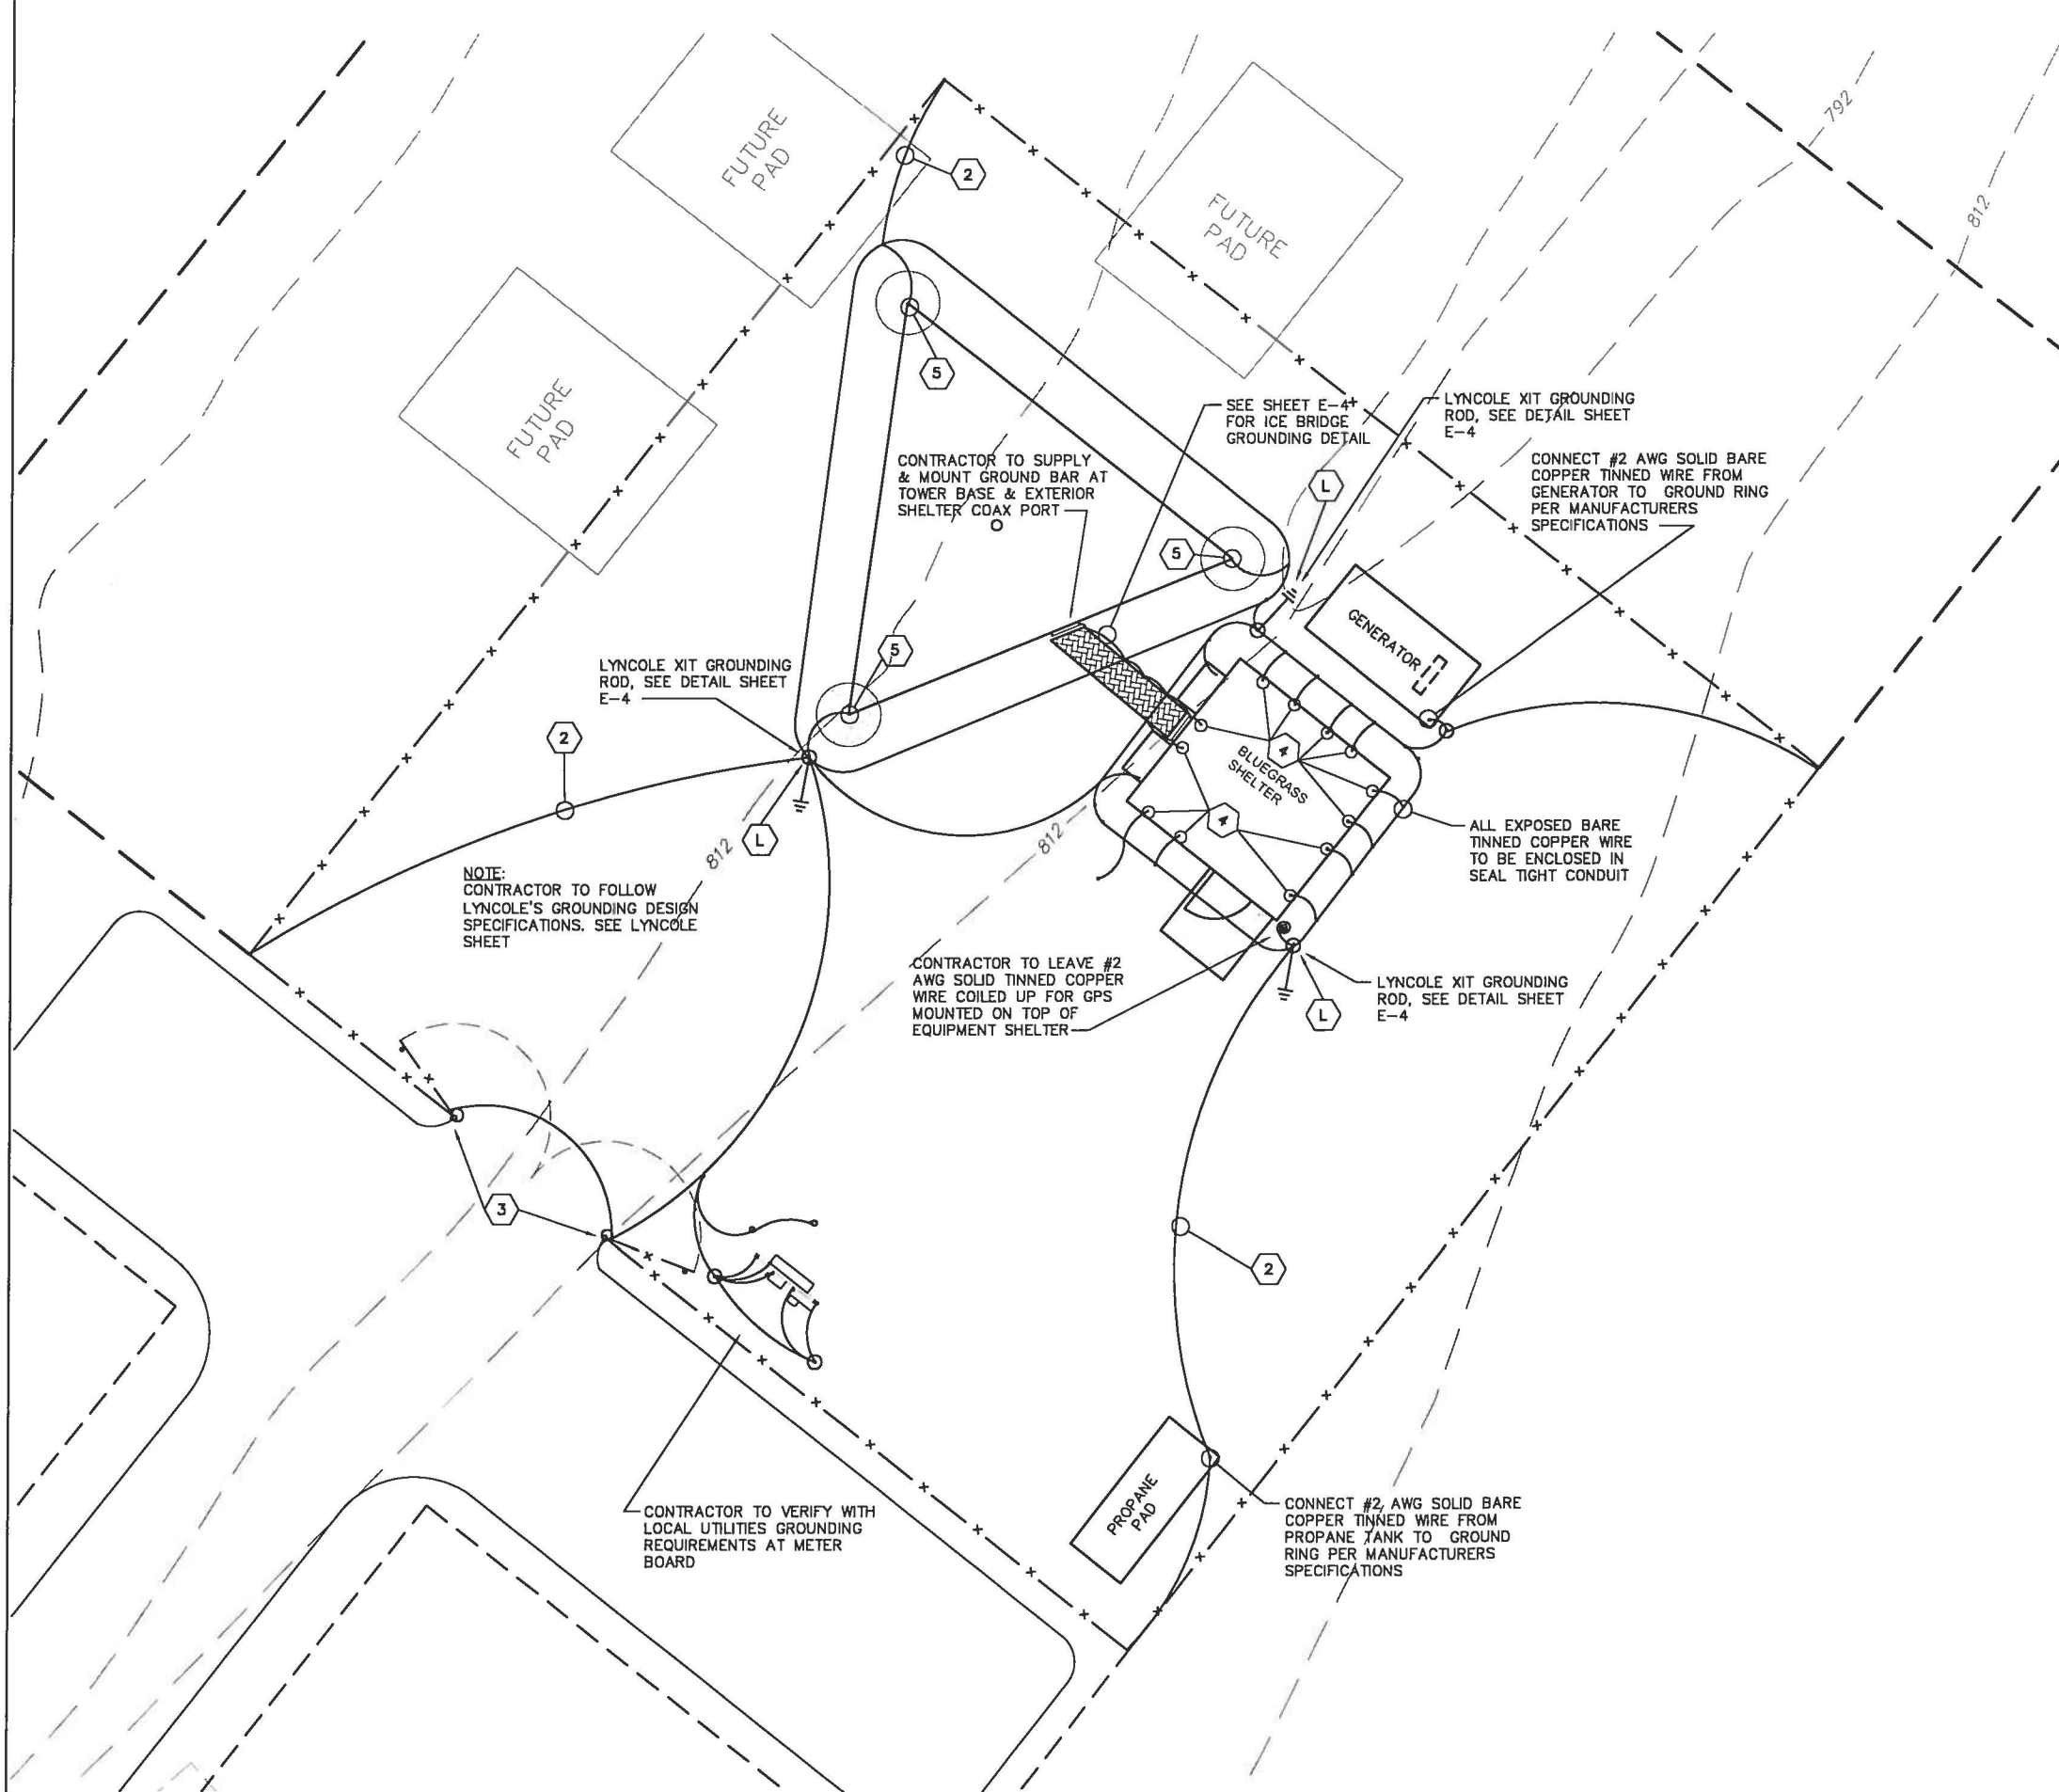 792
FUTURE
PAD
2
812
FUTURE
PAD
5
FUTURE
PAD
SEE SHEET E-4
FOR ICE BRIDGE
GROUNDING DETAIL
LYNCOLE XIT GROUNDING
ROD, SEE DETAIL SHEET
E-4
CONTRACTOR TO SUPPLY
& MOUNT GROUND BAR AT
TOWER BASE & EXTERIOR
SHELTER COAX PORT
L
CONNECT #2 AWG SOLID BARE
COPPER TINNED WIRE FROM
GENERATOR TO GROUND RING
PER MANUFACTURERS
SPECIFICATIONS
5
GENERATOR
5
LYNCOLE XIT GROUNDING
ROD, SEE DETAIL SHEET
E-4
2
4
BLUEGRASS
SHELTER
4
L
812
812
ALL EXPOSED BARE
TINNED COPPER WIRE
TO BE ENCLOSED IN
SEAL TIGHT CONDUIT
NOTE:
CONTRACTOR TO FOLLOW
LYNCOLE'S GROUNDING DESIGN
SPECIFICATIONS. SEE LYNCOLE
SHEET
CONTRACTOR TO LEAVE #2
AWG SOLID TINNED COPPER
WIRE COILED UP FOR GPS
MOUNTED ON TOP OF
EQUIPMENT SHELTER
LYNCOLE XIT GROUNDING
ROD, SEE DETAIL SHEET
E-4
L
3
2
PROPANE
PAD
CONTRACTOR TO VERIFY WITH
LOCAL UTILITIES GROUNDING
REQUIREMENTS AT METER
BOARD
CONNECT #2 AWG SOLID BARE
COPPER TINNED WIRE FROM
PROPANE TANK TO GROUND
RING PER MANUFACTURERS
SPECIFICATIONS